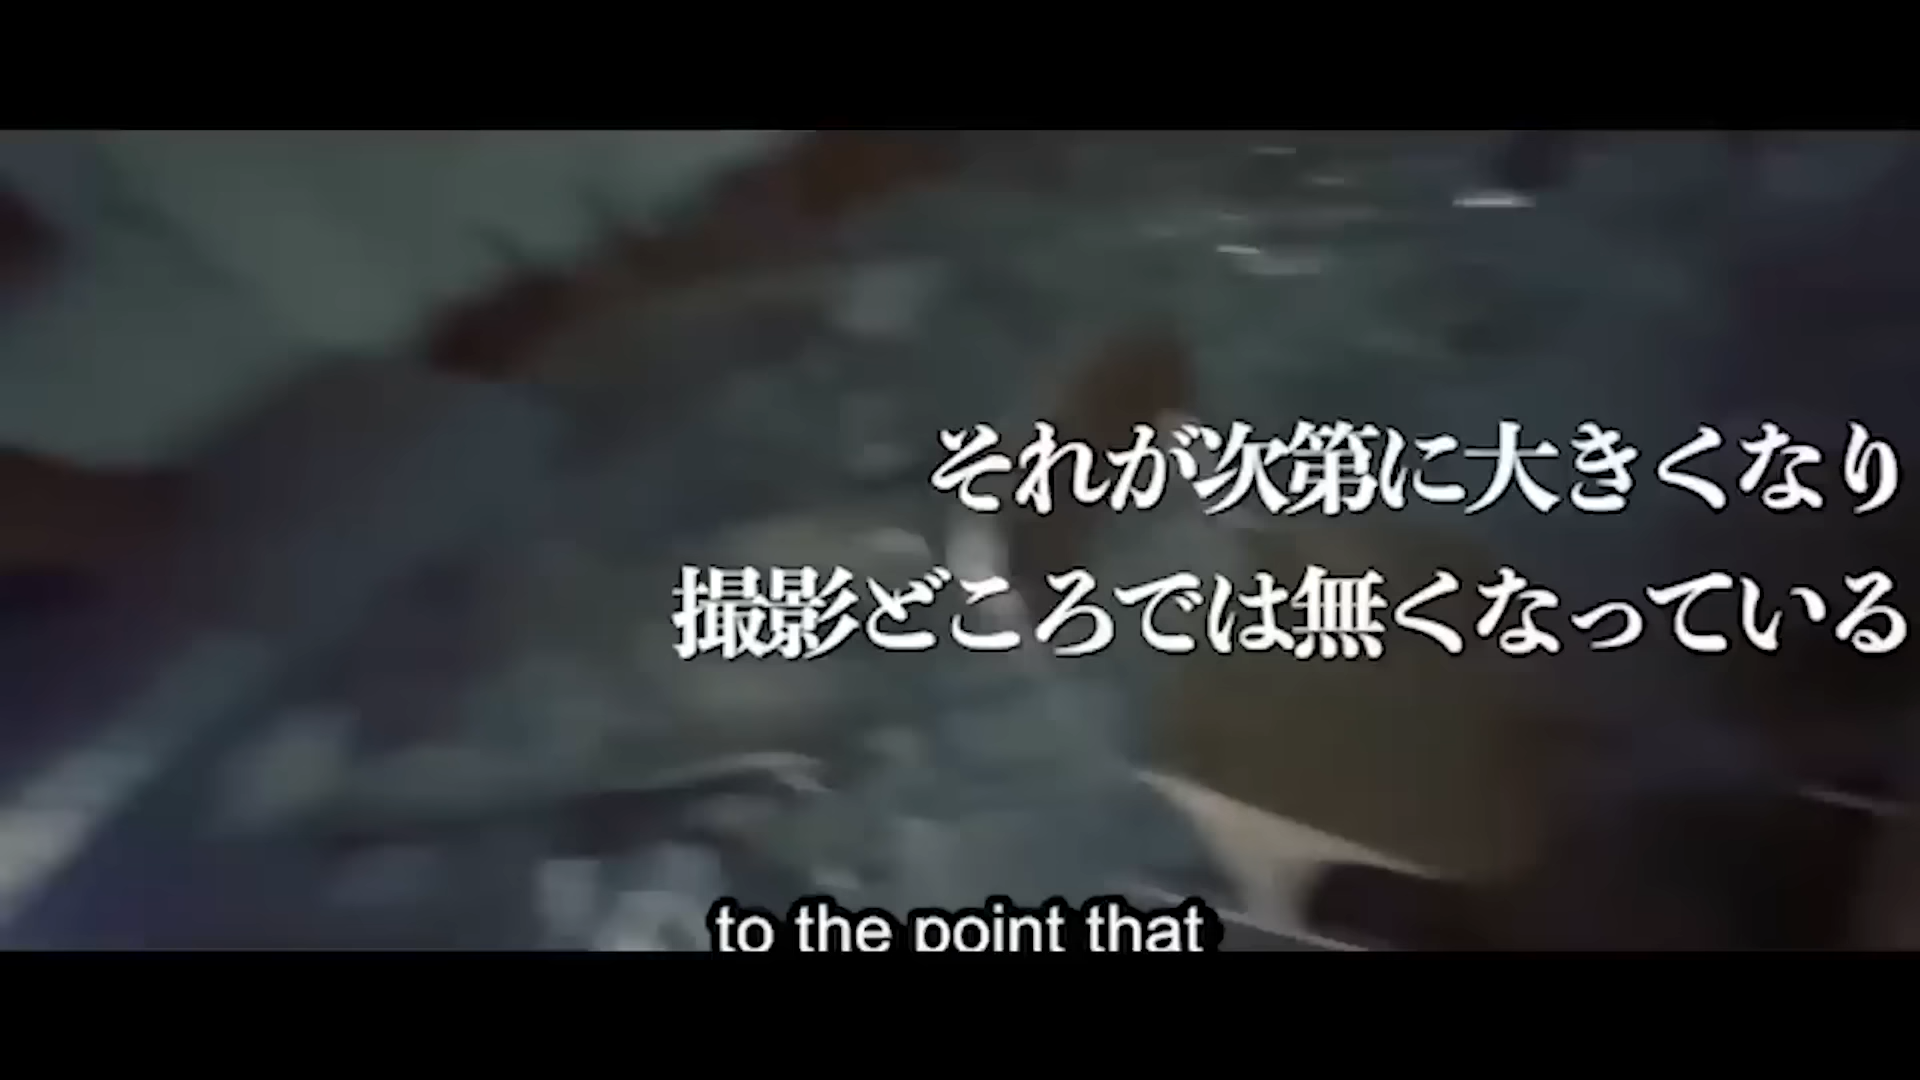 それが次第に大きくなり
撮影どころでは無くなっている
to the point that